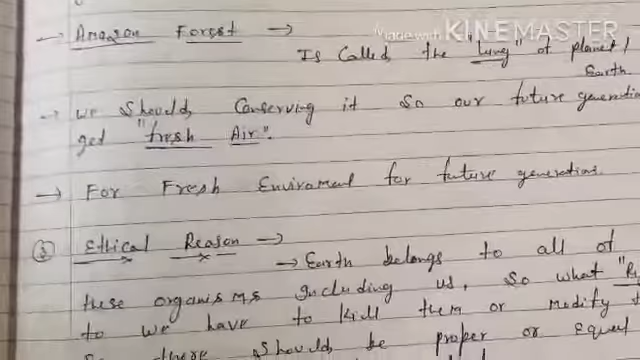 Made with KINEMASTER
→ Amazon Forest →
Is Called the "lung" of planet/
Earth
→ we should Conserving it so our future generation
get "fresh Air".
→ For Fresh Enviroment for future generation.
③ Ethical Reason →
→ Earth belongs to all of
these organisms including us, so what
to we have to kill them or modify
there should be proper or equal